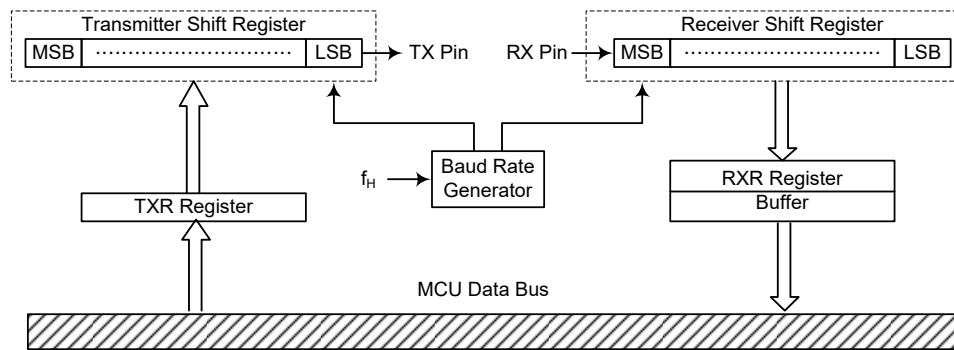 Transmitter Shift Register
MSB ................................ LSB
TX Pin
RX Pin
Receiver Shift Register
MSB ................................ LSB
fH
Baud Rate
Generator
TXR Register
RXR Register
Buffer
MCU Data Bus